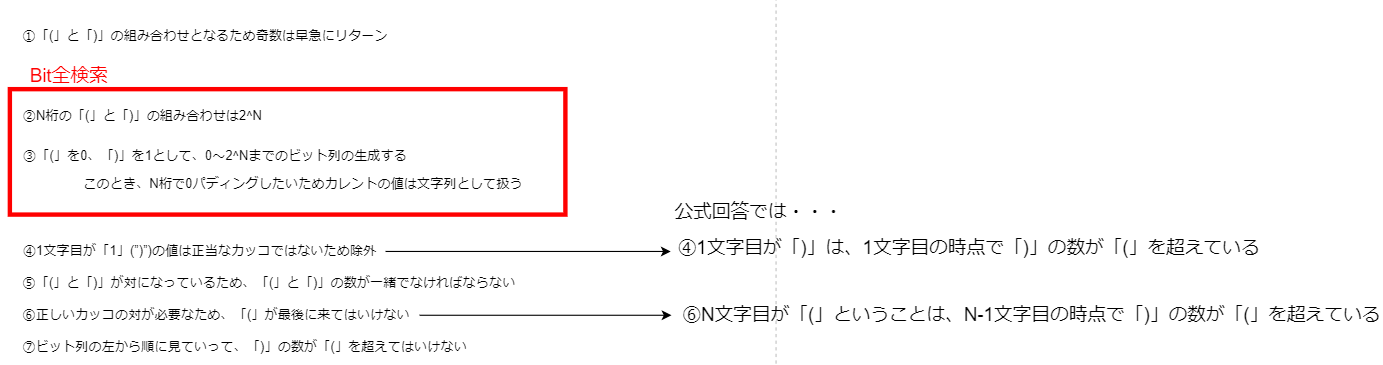 ①「(」と「)」の組み合わせとなるため奇数は早急にリターン
Bit全検索
②N桁の「(」と「)」の組み合わせは2^N
③「(」を0、「)」を1として、0～2^Nまでのビット列の生成する
このとき、N桁で0パディングしたいためカレントの値は文字列として扱う
公式回答では・・・
④1文字目が「1」(”)”)の値は正当なカッコではないため除外
④1文字目が「)」は、1文字目の時点で「)」の数が「(」を超えている
⑤「(」と「)」が対になっているため、「(」と「)」の数が一緒でなければならない
⑥正しいカッコの対が必要なため、「(」が最後に来てはいけない
⑥N文字目が「(」ということは、N-1文字目の時点で「)」の数が「(」を超えている
⑦ビット列の左から順に見ていって、「)」の数が「(」を超えてはいけない